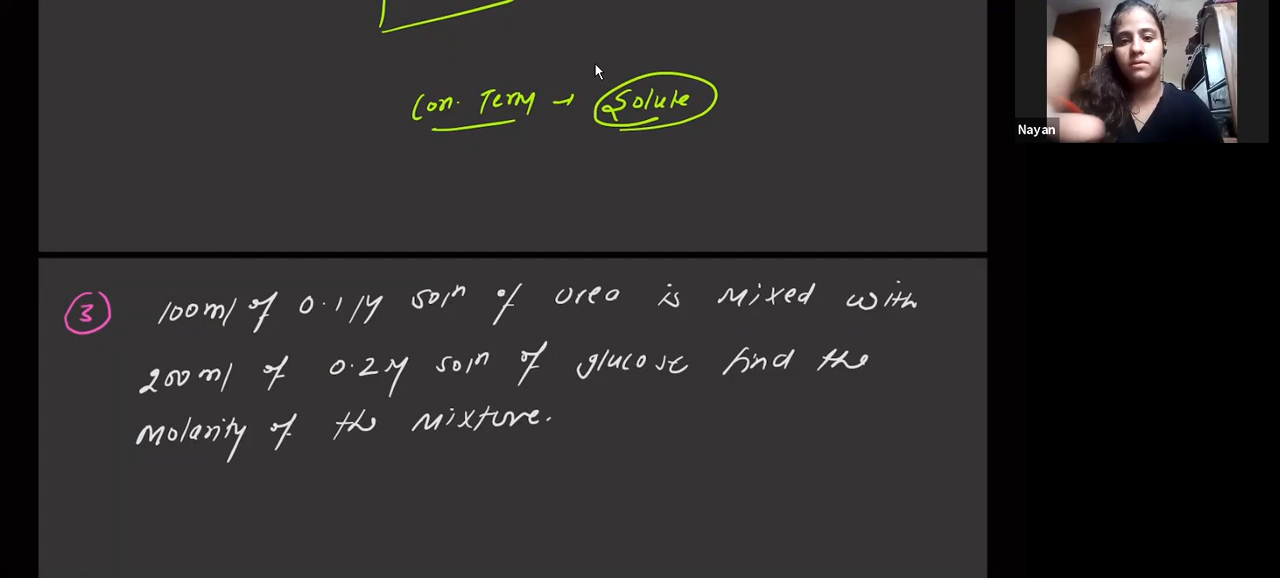 Con. Term → Solute
Nayan
③ 100ml of 0.1M soln of urea is mixed with
200ml of 0.2M soln of glucose find the
molarity of the mixture.